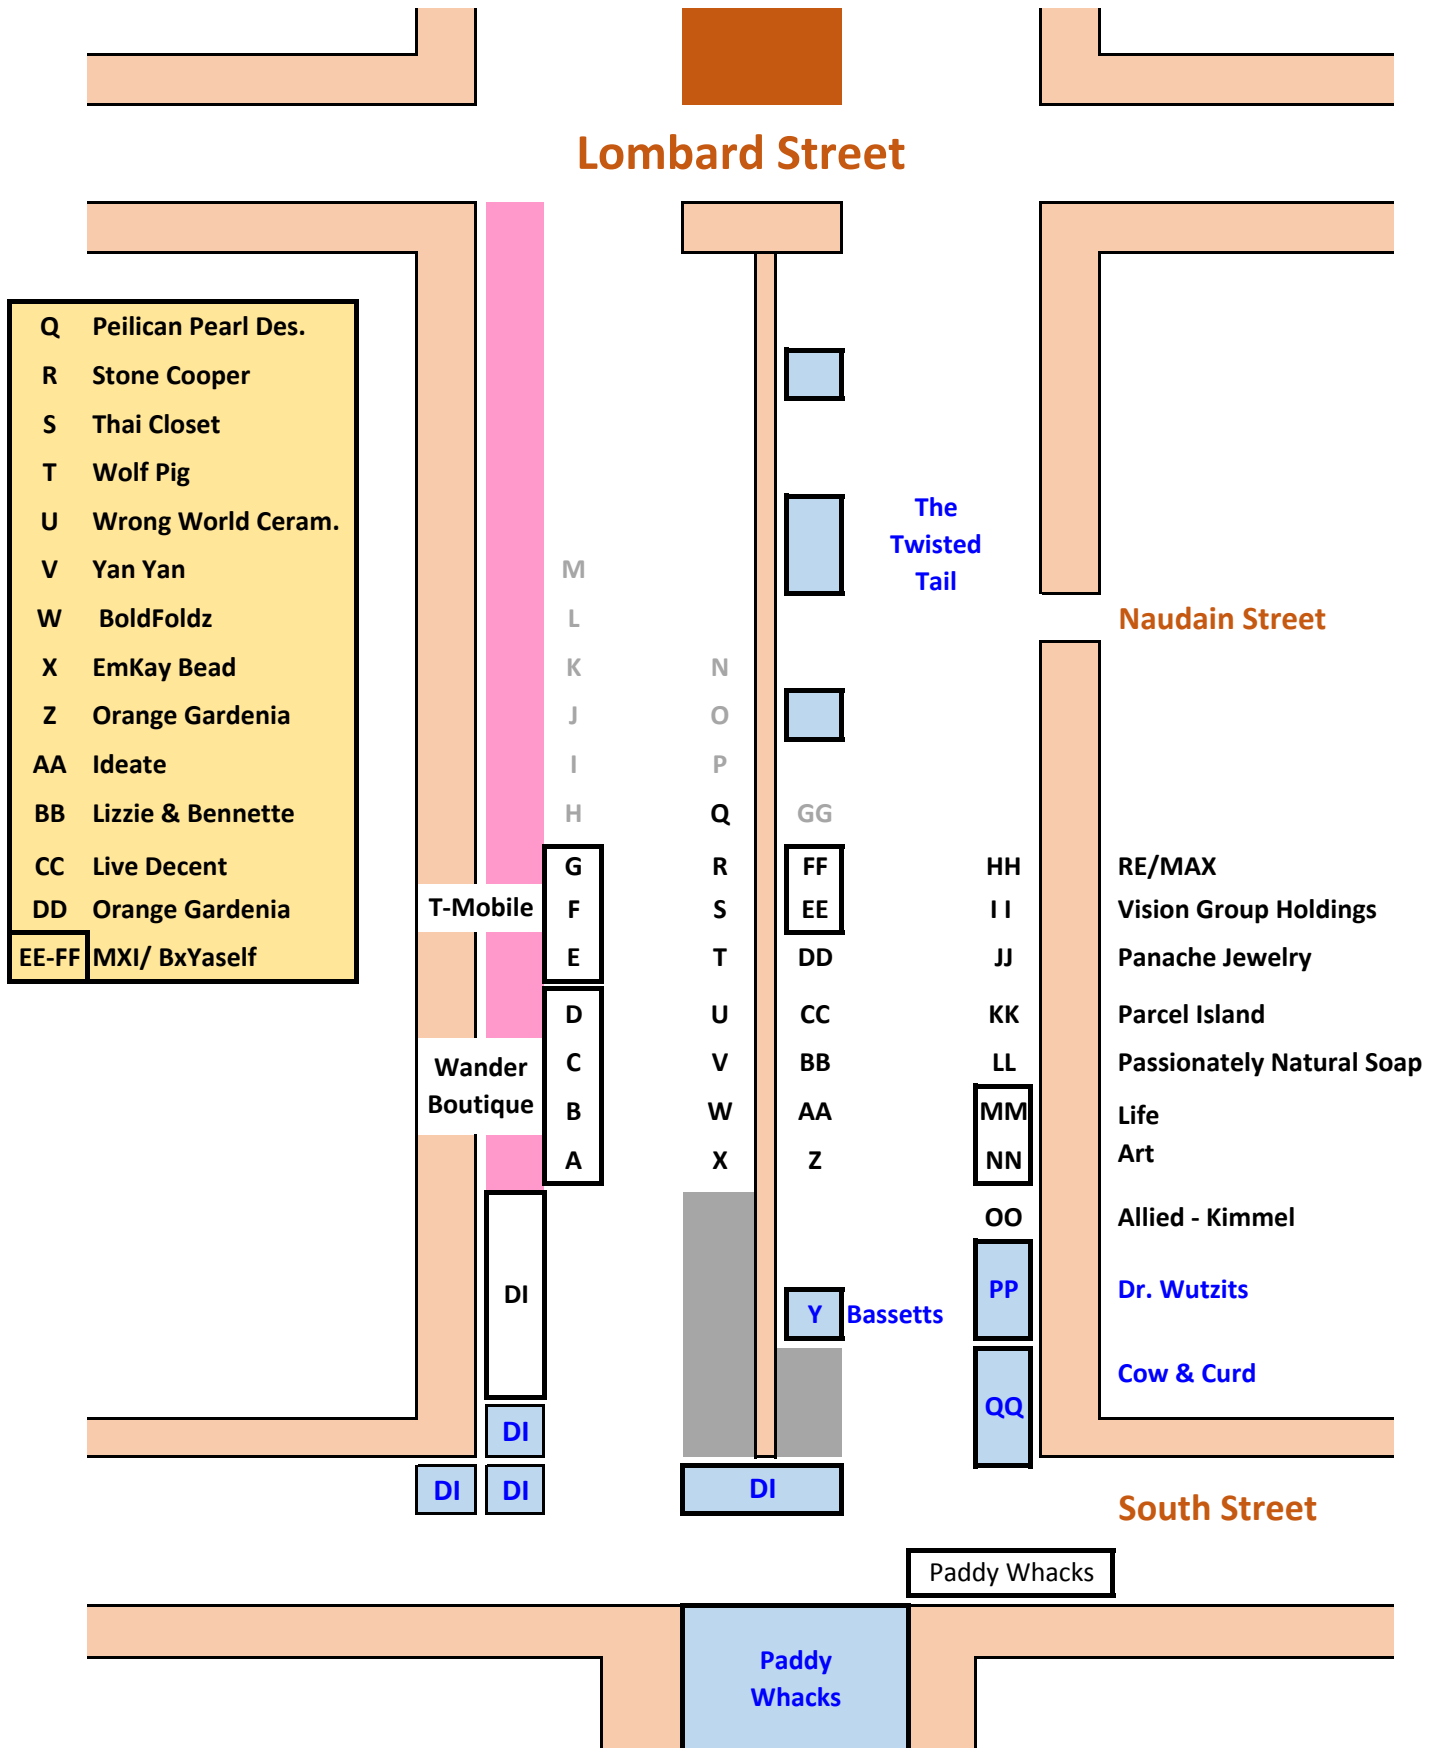 Lombard Street
Q Peilican Pearl Des.
R Stone Cooper
S Thai Closet
T Wolf Pig
U Wrong World Ceram.
V Yan Yan
W BoldFoldz
X EmKay Bead
Z Orange Gardenia
AA Ideate
BB Lizzie & Bennette
CC Live Decent
DD Orange Gardenia
EE-FF MXI/ BxYaself
The
Twisted
Tail
Naudain Street
M
L
K N
J O
I P
H Q GG
G R FF HH RE/MAX
T-Mobile F S EE I I Vision Group Holdings
E T DD JJ Panache Jewelry
D U CC KK Parcel Island
Wander
Boutique
C V BB LL Passionately Natural Soap
B W AA MM Life
A X Z NN Art
OO Allied - Kimmel
DI
PP Dr. Wutzits
Y Bassetts
QQ Cow & Curd
DI
DI DI DI
South Street
Paddy Whacks
Paddy
Whacks